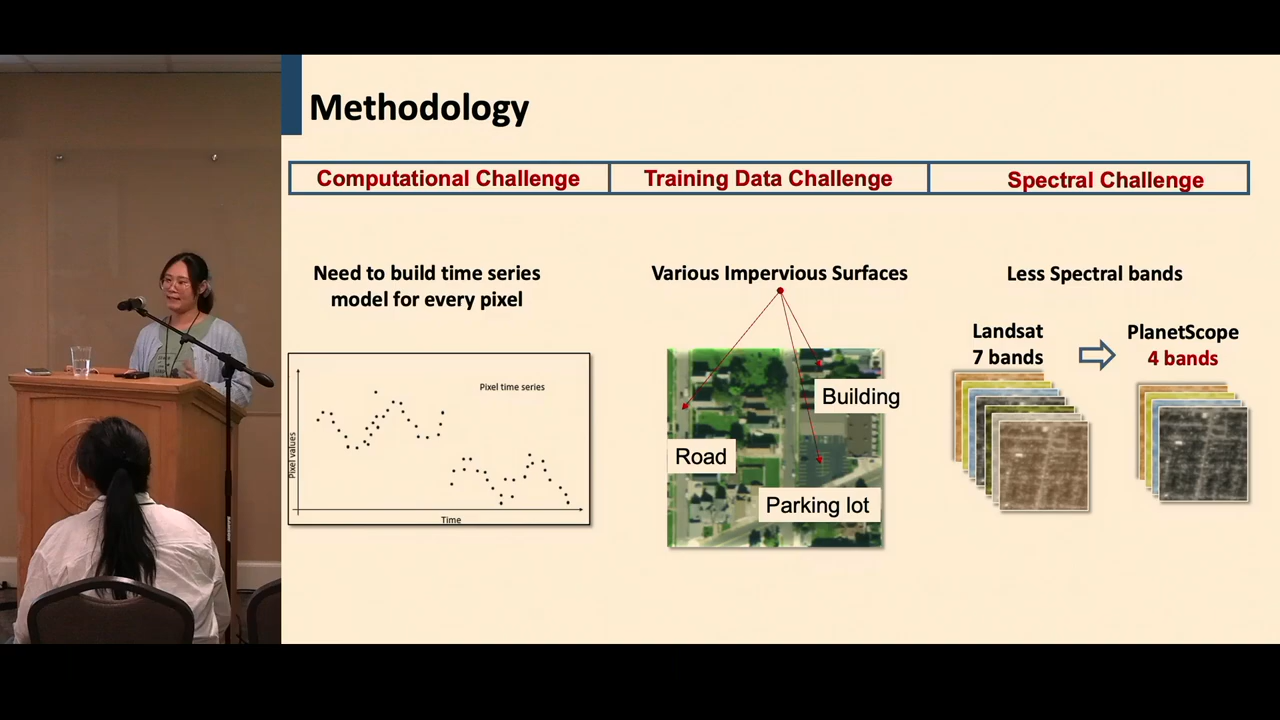 Methodology
Computational Challenge
Training Data Challenge
Spectral Challenge
Need to build time series
model for every pixel
Pixel time series
Pixel values
Time
Various Impervious Surfaces
Building
Road
Parking lot
Less Spectral bands
Landsat
7 bands
PlanetScope
4 bands